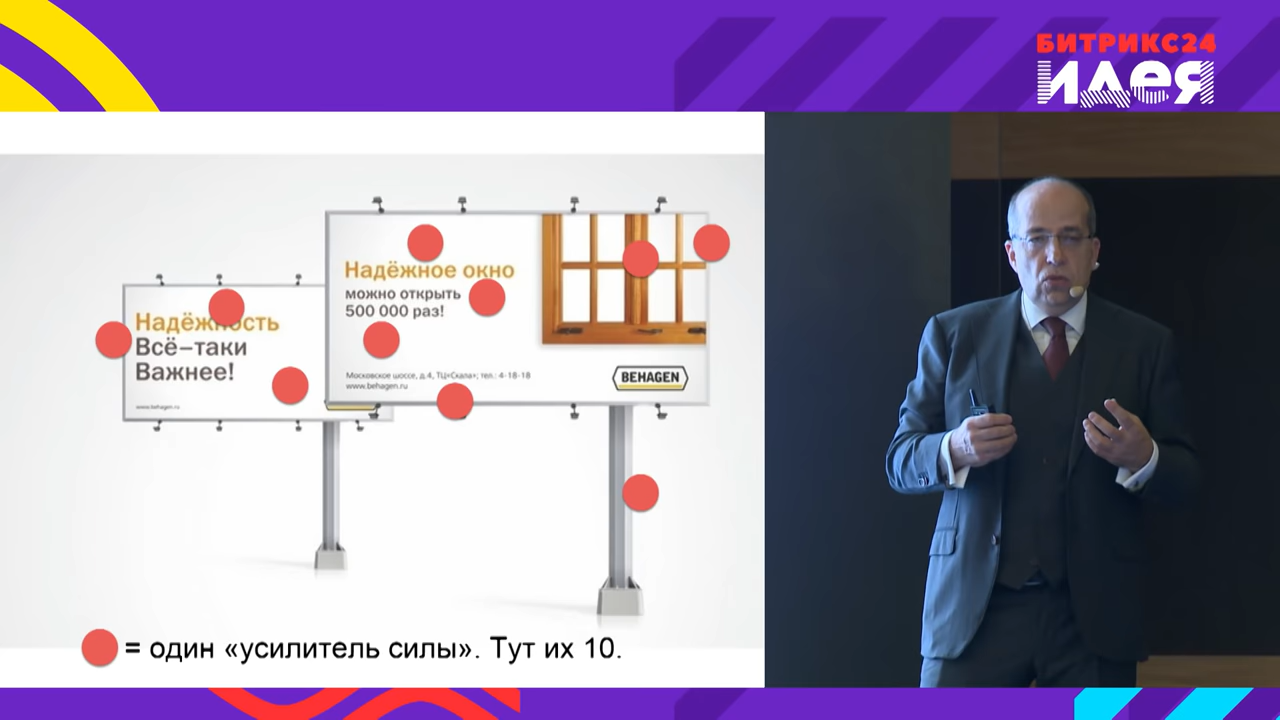 БИТРИКС24
идея
Надёжное окно
можно открыть
500 000 раз!
Московское шоссе, д.4, ТЦ«Скала»; тел.: 4-18-18
www.behagen.ru
BEHAGEN
Надёжность
Всё–таки
Важнее!
www.behagen.ru
= один «усилитель силы». Тут их 10.